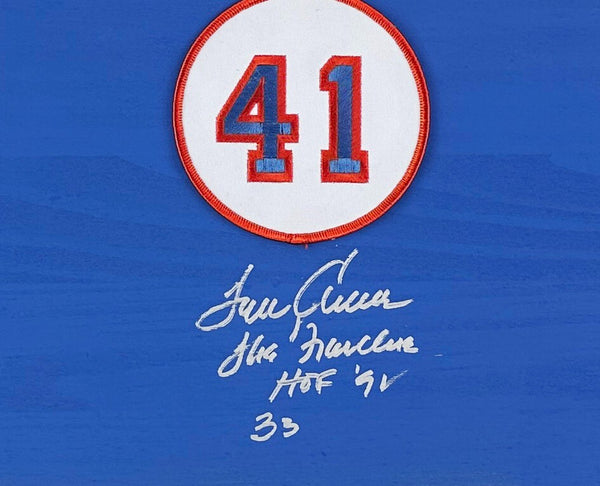 41
Tom Seaver
The Franchise
HOF '92
33